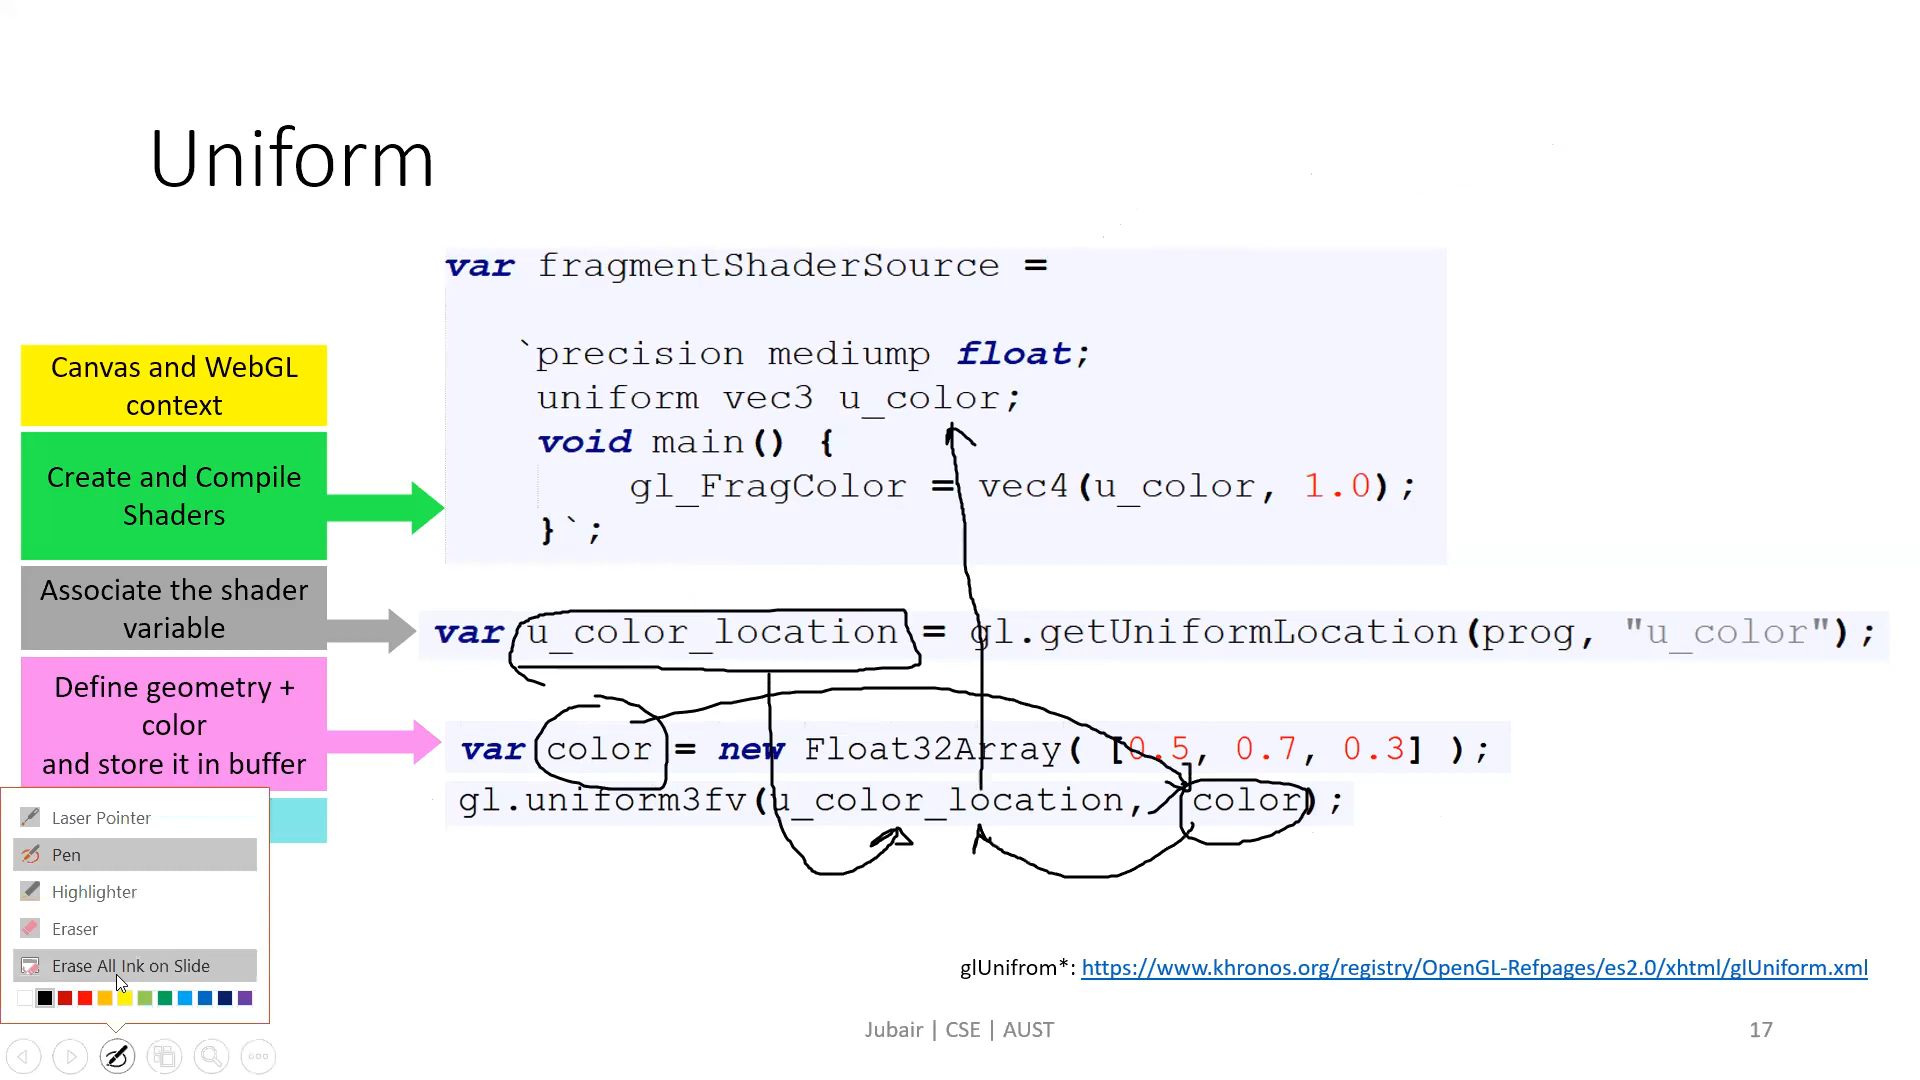 Uniform
var fragmentShaderSource =
`precision mediump float;
uniform vec3 u_color;
void main() {
gl_FragColor = vec4(u_color, 1.0);
}`;
Canvas and WebGL
context
Create and Compile
Shaders
Associate the shader
variable
var u_color_location = gl.getUniformLocation(prog, "u_color");
Define geometry +
color
and store it in buffer
var color = new Float32Array( [0.5, 0.7, 0.3] );
gl.uniform3fv(u_color_location, color);
Laser Pointer
Pen
Highlighter
Eraser
Erase All Ink on Slide
glUnifrom*: https://www.khronos.org/registry/OpenGL-Refpages/es2.0/xhtml/glUniform.xml
Jubair | CSE | AUST
17